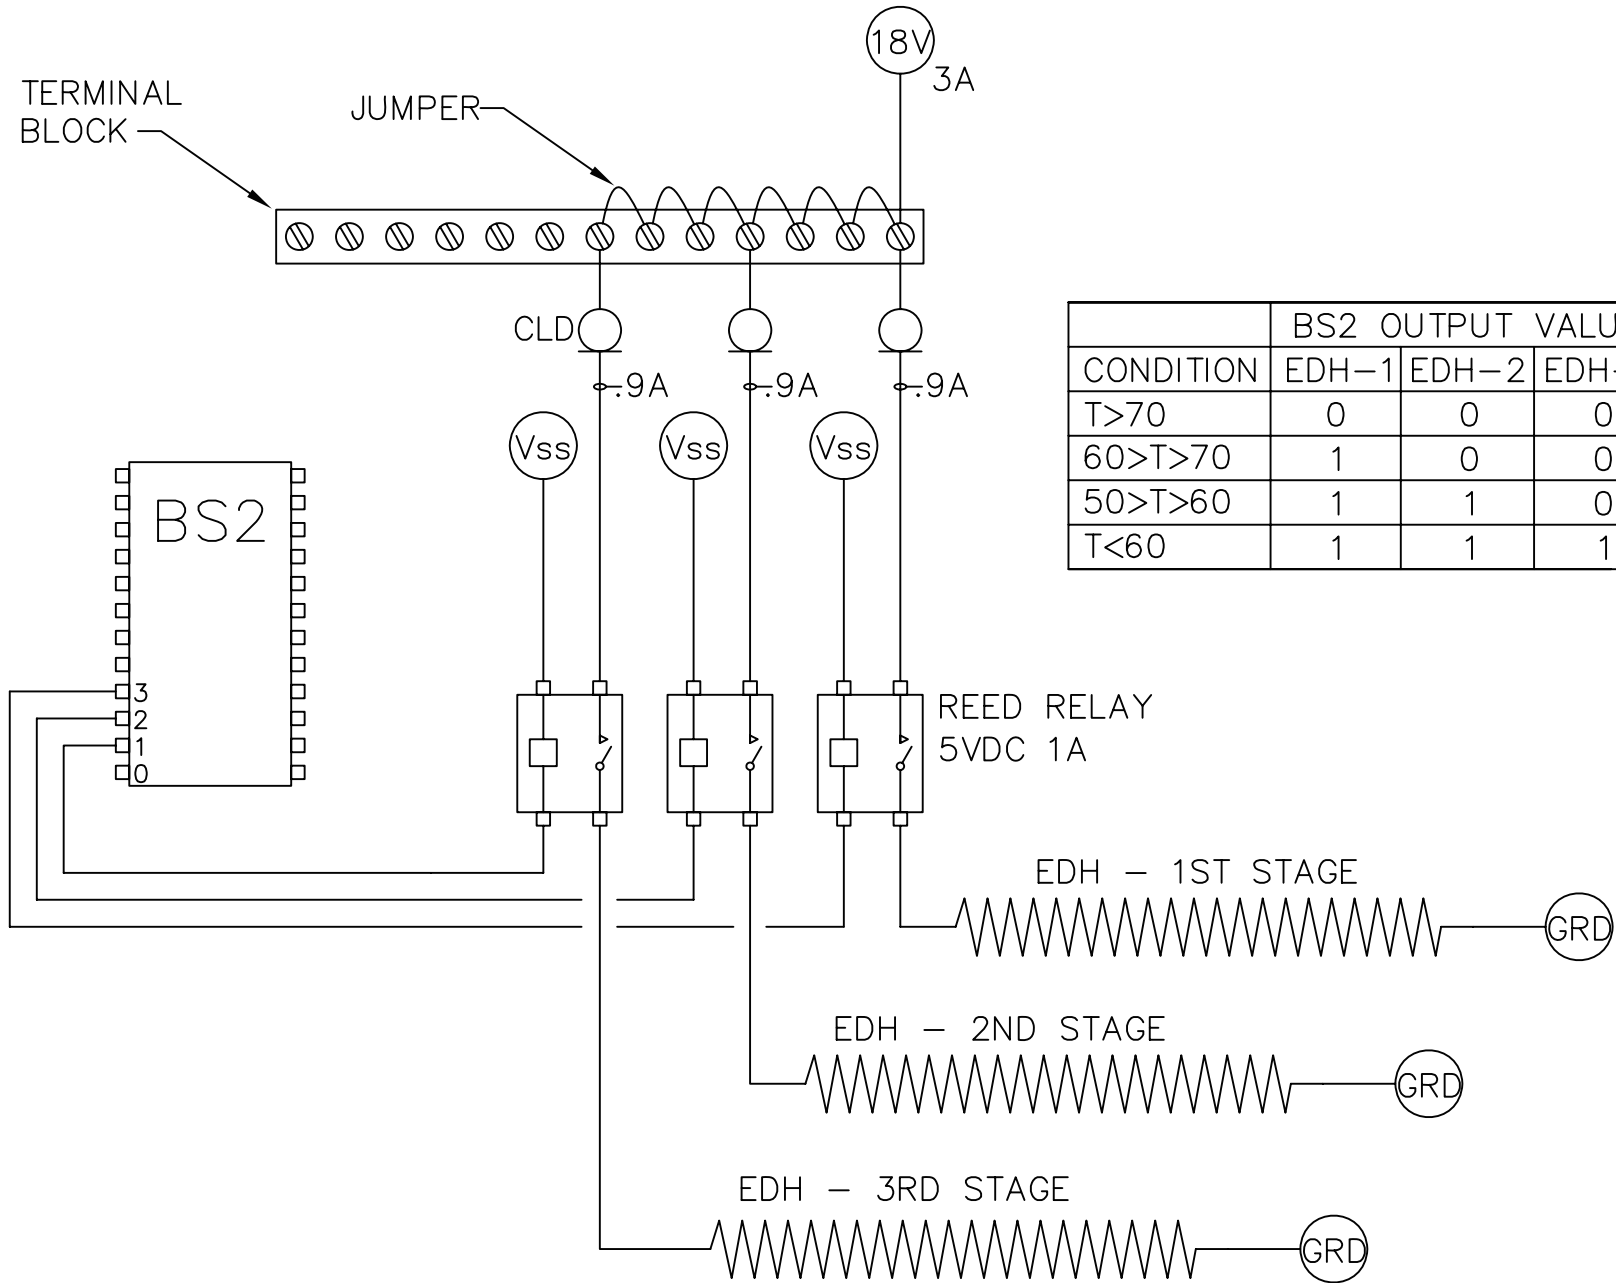 18V
3A
TERMINAL
BLOCK
JUMPER
CLD
.9A
.9A
.9A
Vss
Vss
Vss
BS2 OUTPUT
CONDITION EDH-1 EDH-2
T>70 0 0 0
60>T>70 1 0 0
50>T>60 1 1 0
T<60 1 1 1
BS2
3
2
1
0
REED RELAY
5VDC 1A
EDH - 1ST STAGE
GRD
EDH - 2ND STAGE
GRD
EDH - 3RD STAGE
GRD